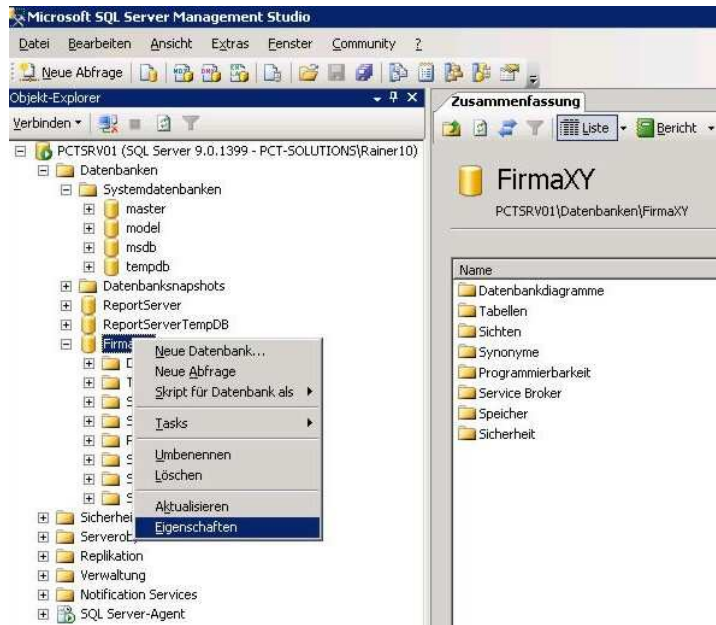 Microsoft SQL Server Management Studio
Datei Bearbeiten Ansicht Extras Fenster Community ?
Neue Abfrage
Objekt-Explorer
Verbinden
PCTSRV01 (SQL Server 9.0.1399 - PCT-SOLUTIONS\Rainer10)
Datenbanken
Systemdatenbanken
master
model
msdb
tempdb
Datenbanksnapshots
ReportServer
ReportServerTempDB
Firma
D
T
S
S
P
S
S
S
Neue Datenbank...
Neue Abfrage
Skript für Datenbank als
Tasks
Umbenennen
Löschen
Aktualisieren
Eigenschaften
Sicherhei
Serverob
Replikation
Verwaltung
Notification Services
SQL Server-Agent
Zusammenfassung
Liste Bericht
FirmaXY
PCTSRV01\Datenbanken\FirmaXY
Name
Datenbankdiagramme
Tabellen
Sichten
Synonyme
Programmierbarkeit
Service Broker
Speicher
Sicherheit